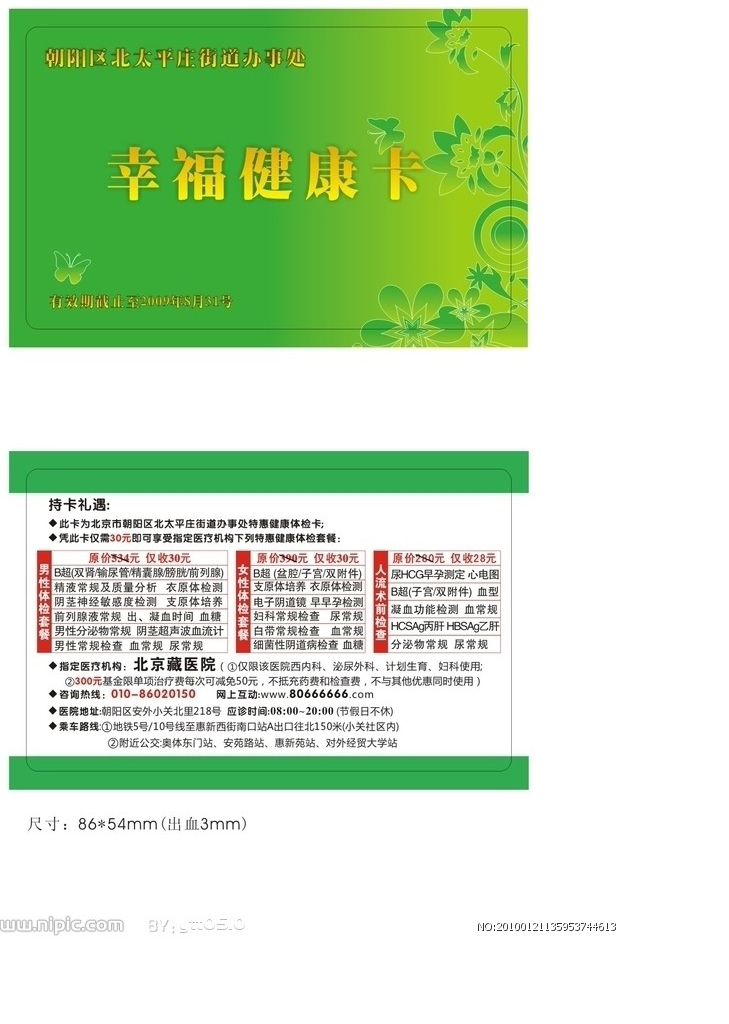 朝阳区北太平庄街道办事处
幸福健康卡
有效期截止至2009年8月31号
持卡礼遇:
◆此卡为北京市朝阳区北太平庄街道办事处特惠健康体检卡;
◆凭此卡仅需30元即可享受指定医疗机构下列特惠健康体检套餐:
男性体检套餐
原价534元 仅收30元
B超(双肾/输尿管/精囊腺/膀胱/前列腺)
精液常规及质量分析 衣原体检测
阴茎神经敏感度检测 支原体培养
前列腺液常规 出、凝血时间 血糖
男性分泌物常规 阴茎超声波血流计
男性常规检查 血常规 尿常规
女性体检套餐
原价390元 仅收30元
B超 (盆腔/子宫/双附件)
支原体培养 衣原体检测
电子阴道镜 早早孕检测
妇科常规检查 尿常规
白带常规检查 血常规
细菌性阴道病检查 血糖
人流术前检查
原价280元 仅收28元
尿HCG早孕测定 心电图
B超(子宫/双附件) 血型
凝血功能检测 血常规
HCSAg丙肝 HBSAg乙肝
分泌物常规 尿常规
◆指定医疗机构: 北京藏医院 ( ①仅限该医院西内科、泌尿外科、计划生育、妇科使用;
②300元基金限单项治疗费每次可减免50元，不抵充药费和检查费，不与其他优惠同时使用 )
◆咨询热线: 010-86020150 网上互动:www.80666666.com
◆医院地址:朝阳区安外小关北里218号 应诊时间:08:00~20:00 (节假日不休)
◆乘车路线:①地铁5号/10号线至惠新西街南口站A出口往北150米(小关社区内)
②附近公交:奥体东门站、安苑路站、惠新苑站、对外经贸大学站
尺寸: 86*54mm(出血3mm)
www.nipic.com BY:gtt05.0 NO:20100121135953744613